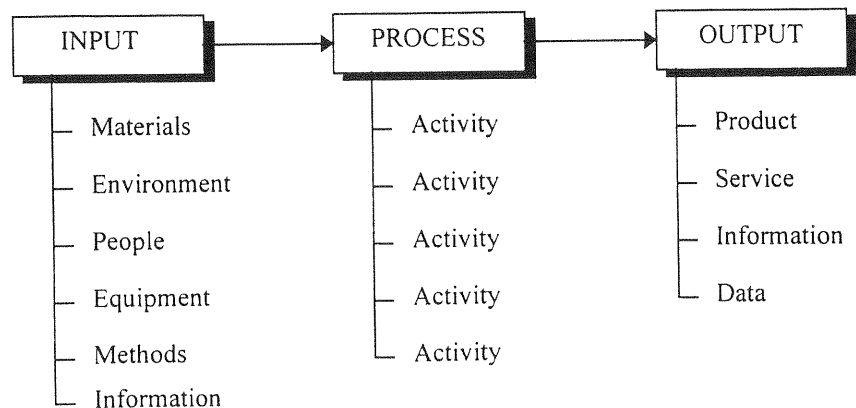 INPUT
Materials
Environment
People
Equipment
Methods
Information
PROCESS
Activity
Activity
Activity
Activity
Activity
OUTPUT
Product
Service
Information
Data